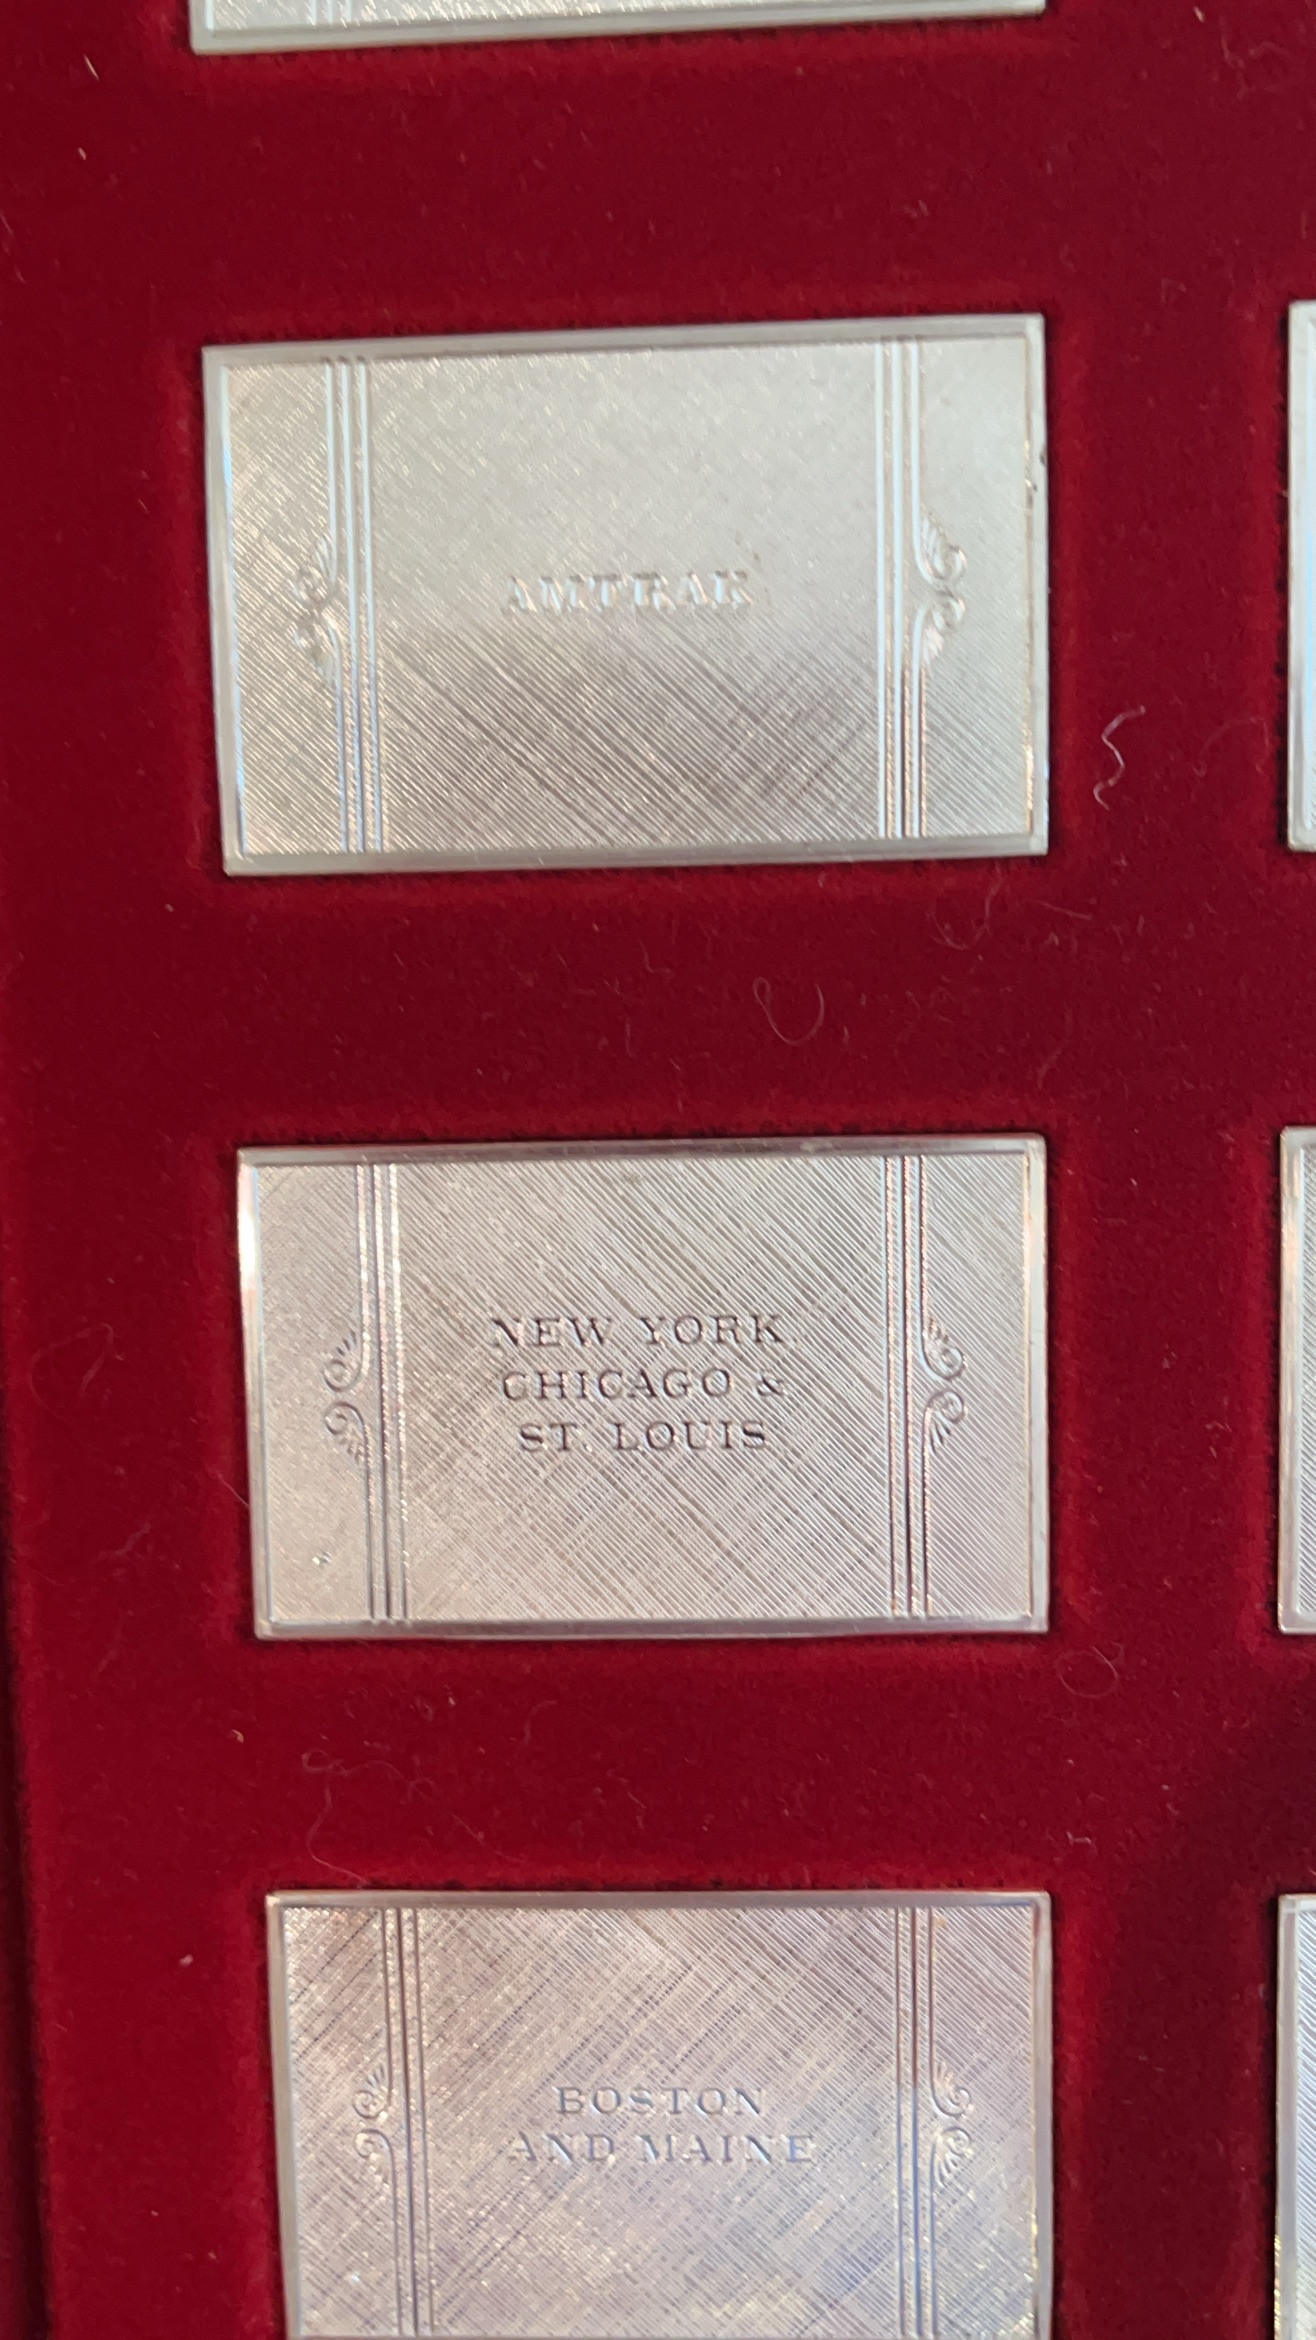 AMTRAK
NEW YORK
CHICAGO &
ST. LOUIS
BOSTON
AND MAINE